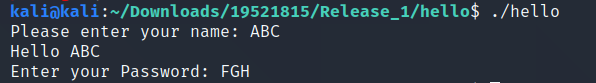 kali@kali:~/Downloads/19521815/Release_1/hello$ ./hello
Please enter your name: ABC
Hello ABC
Enter your Password: FGH